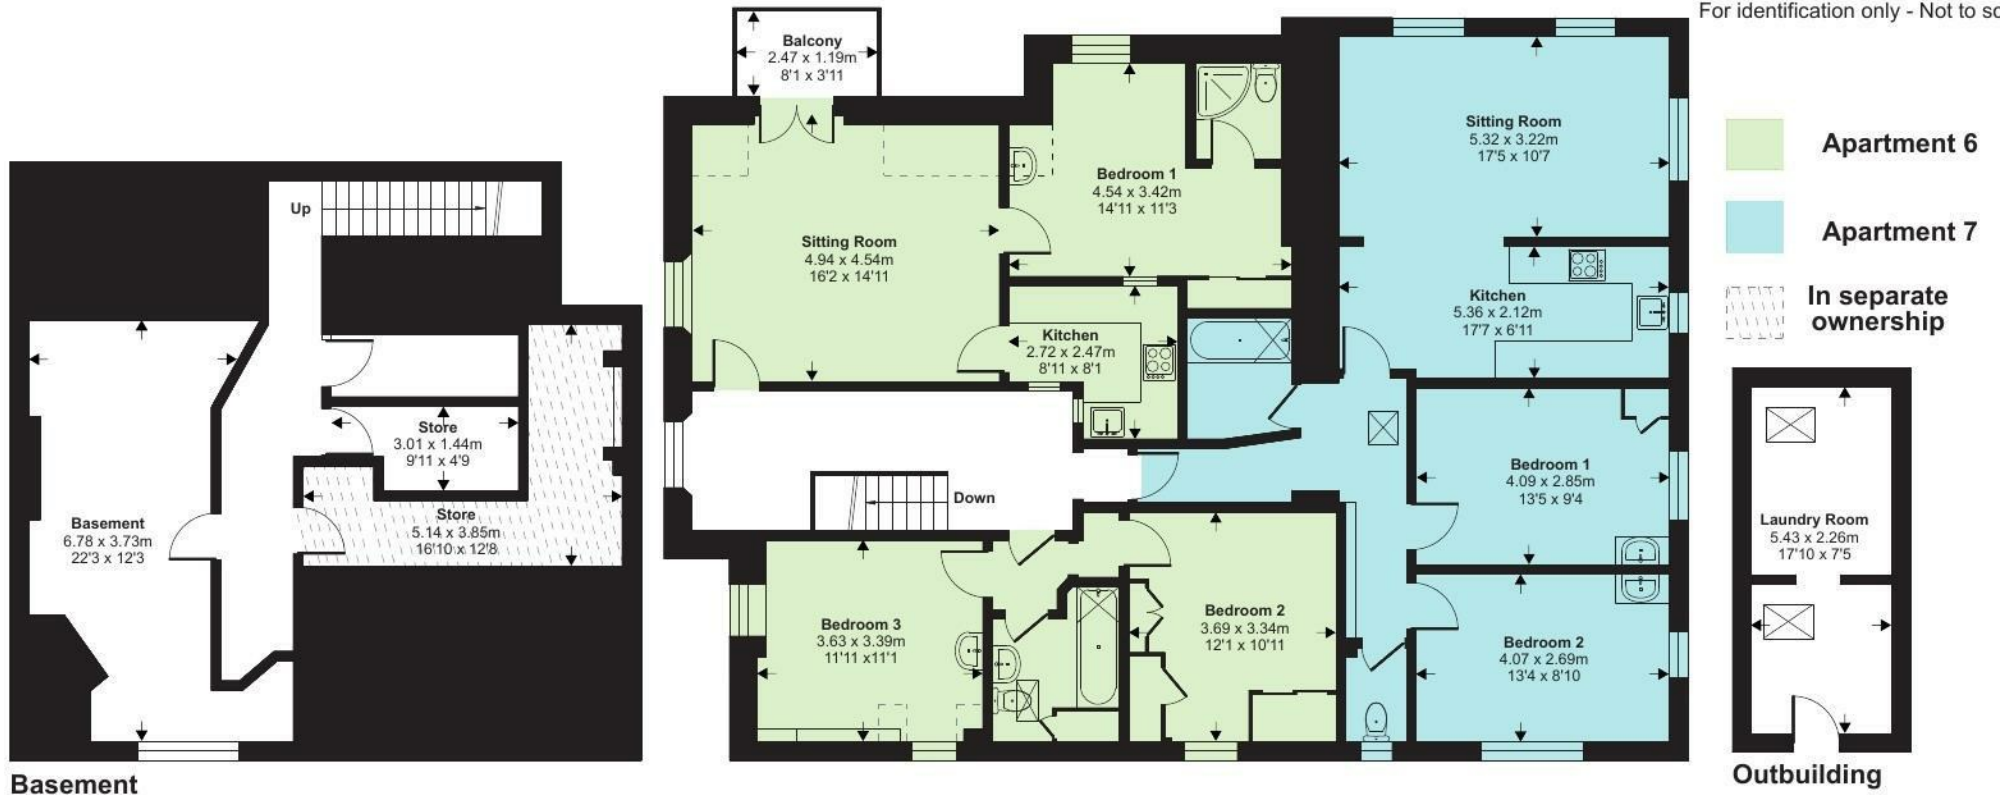 For identification only - Not to sc
Balcony
2.47 x 1.19m
8'1 x 3'11
Sitting Room
4.94 x 4.54m
16'2 x 14'11
Bedroom 1
4.54 x 3.42m
14'11 x 11'3
Kitchen
2.72 x 2.47m
8'11 x 8'1
Sitting Room
5.32 x 3.22m
17'5 x 10'7
Kitchen
5.36 x 2.12m
17'7 x 6'11
Apartment 6
Apartment 7
In separate
ownership
Up
Store
3.01 x 1.44m
9'11 x 4'9
Store
5.14 x 3.85m
16'10 x 12'8
Basement
6.78 x 3.73m
22'3 x 12'3
Down
Bedroom 3
3.63 x 3.39m
11'11 x11'1
Bedroom 2
3.69 x 3.34m
12'1 x 10'11
Bedroom 1
4.09 x 2.85m
13'5 x 9'4
Bedroom 2
4.07 x 2.69m
13'4 x 8'10
Laundry Room
5.43 x 2.26m
17'10 x 7'5
Basement
Outbuilding